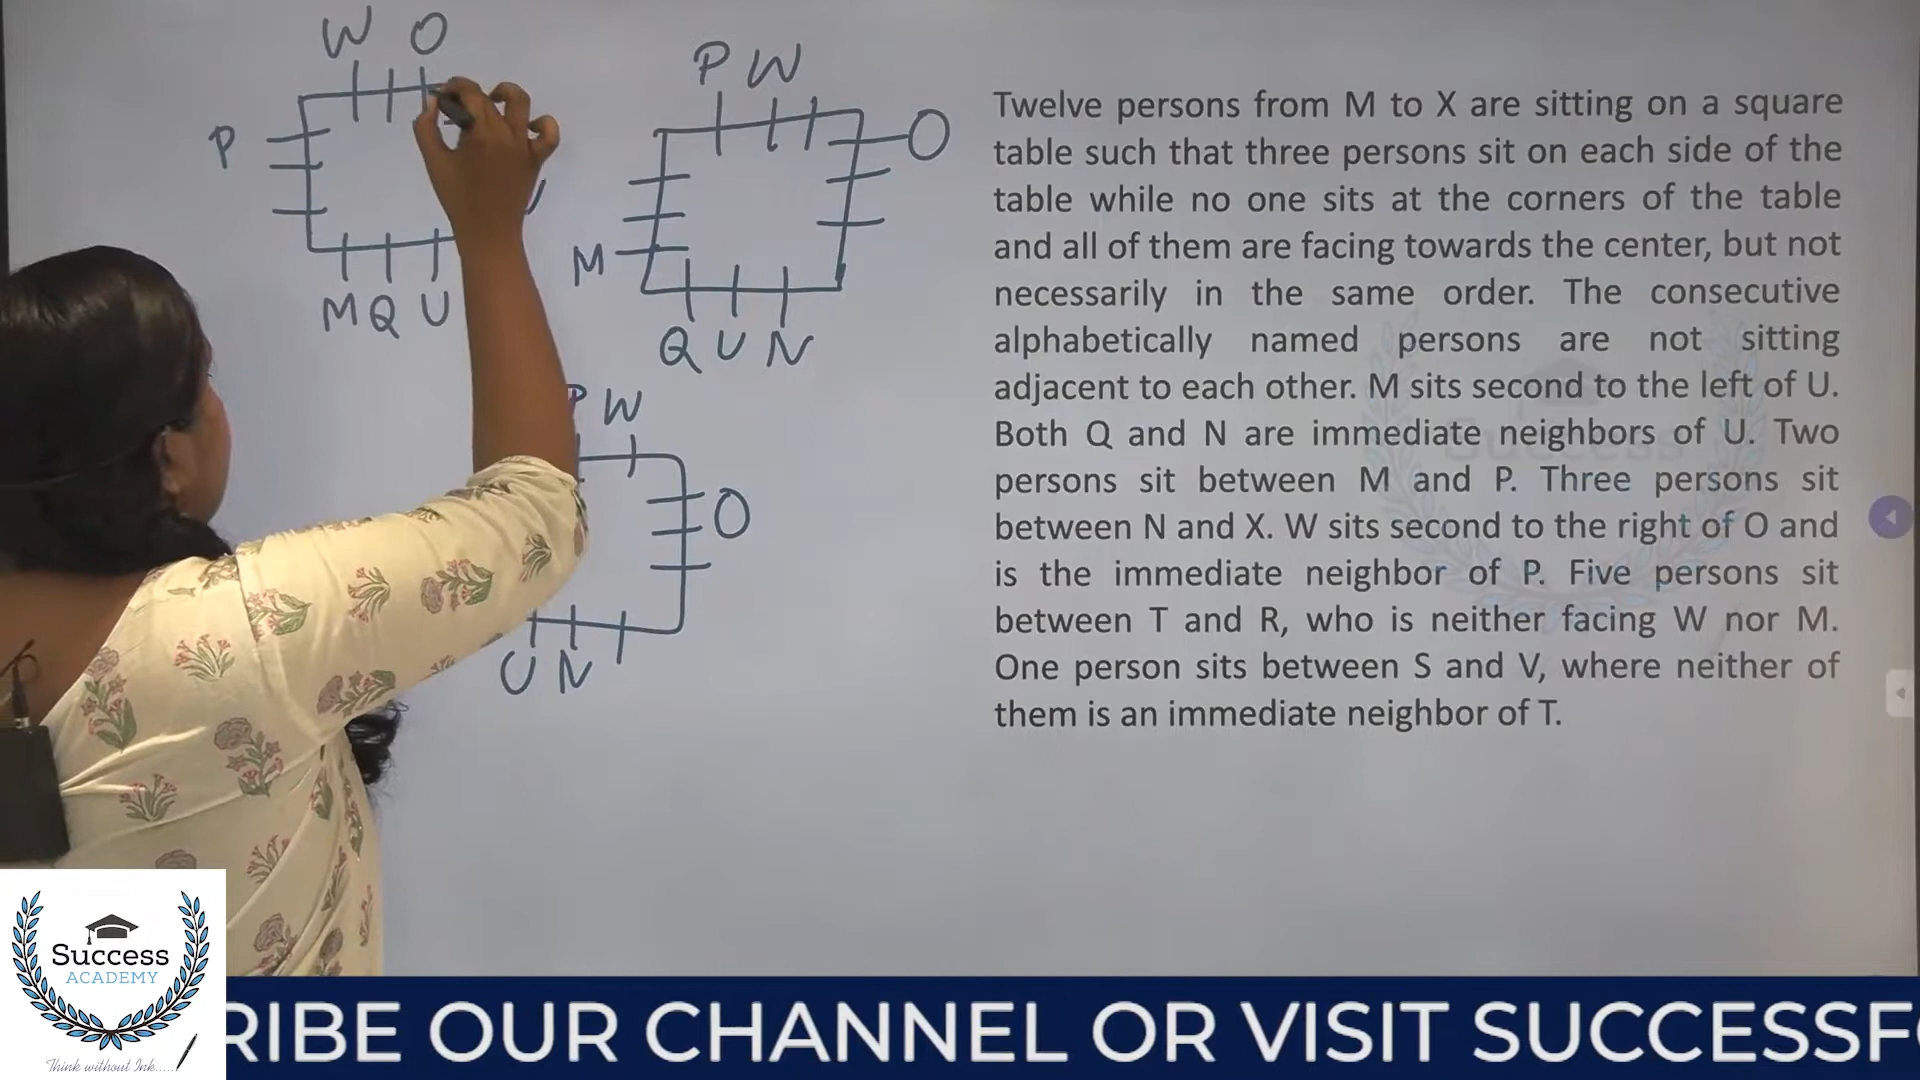 W O
P
M Q U
P W
O
M
Q U N
P W
O
U N
Twelve persons from M to X are sitting on a square
table such that three persons sit on each side of the
table while no one sits at the corners of the table
and all of them are facing towards the center, but not
necessarily in the same order. The consecutive
alphabetically named persons are not sitting
adjacent to each other. M sits second to the left of U.
Both Q and N are immediate neighbors of U. Two
persons sit between M and P. Three persons sit
between N and X. W sits second to the right of O and
is the immediate neighbor of P. Five persons sit
between T and R, who is neither facing W nor M.
One person sits between S and V, where neither of
them is an immediate neighbor of T.
Success
ACADEMY
Think without Ink.....
RIBE OUR CHANNEL OR VISIT SUCCESSF